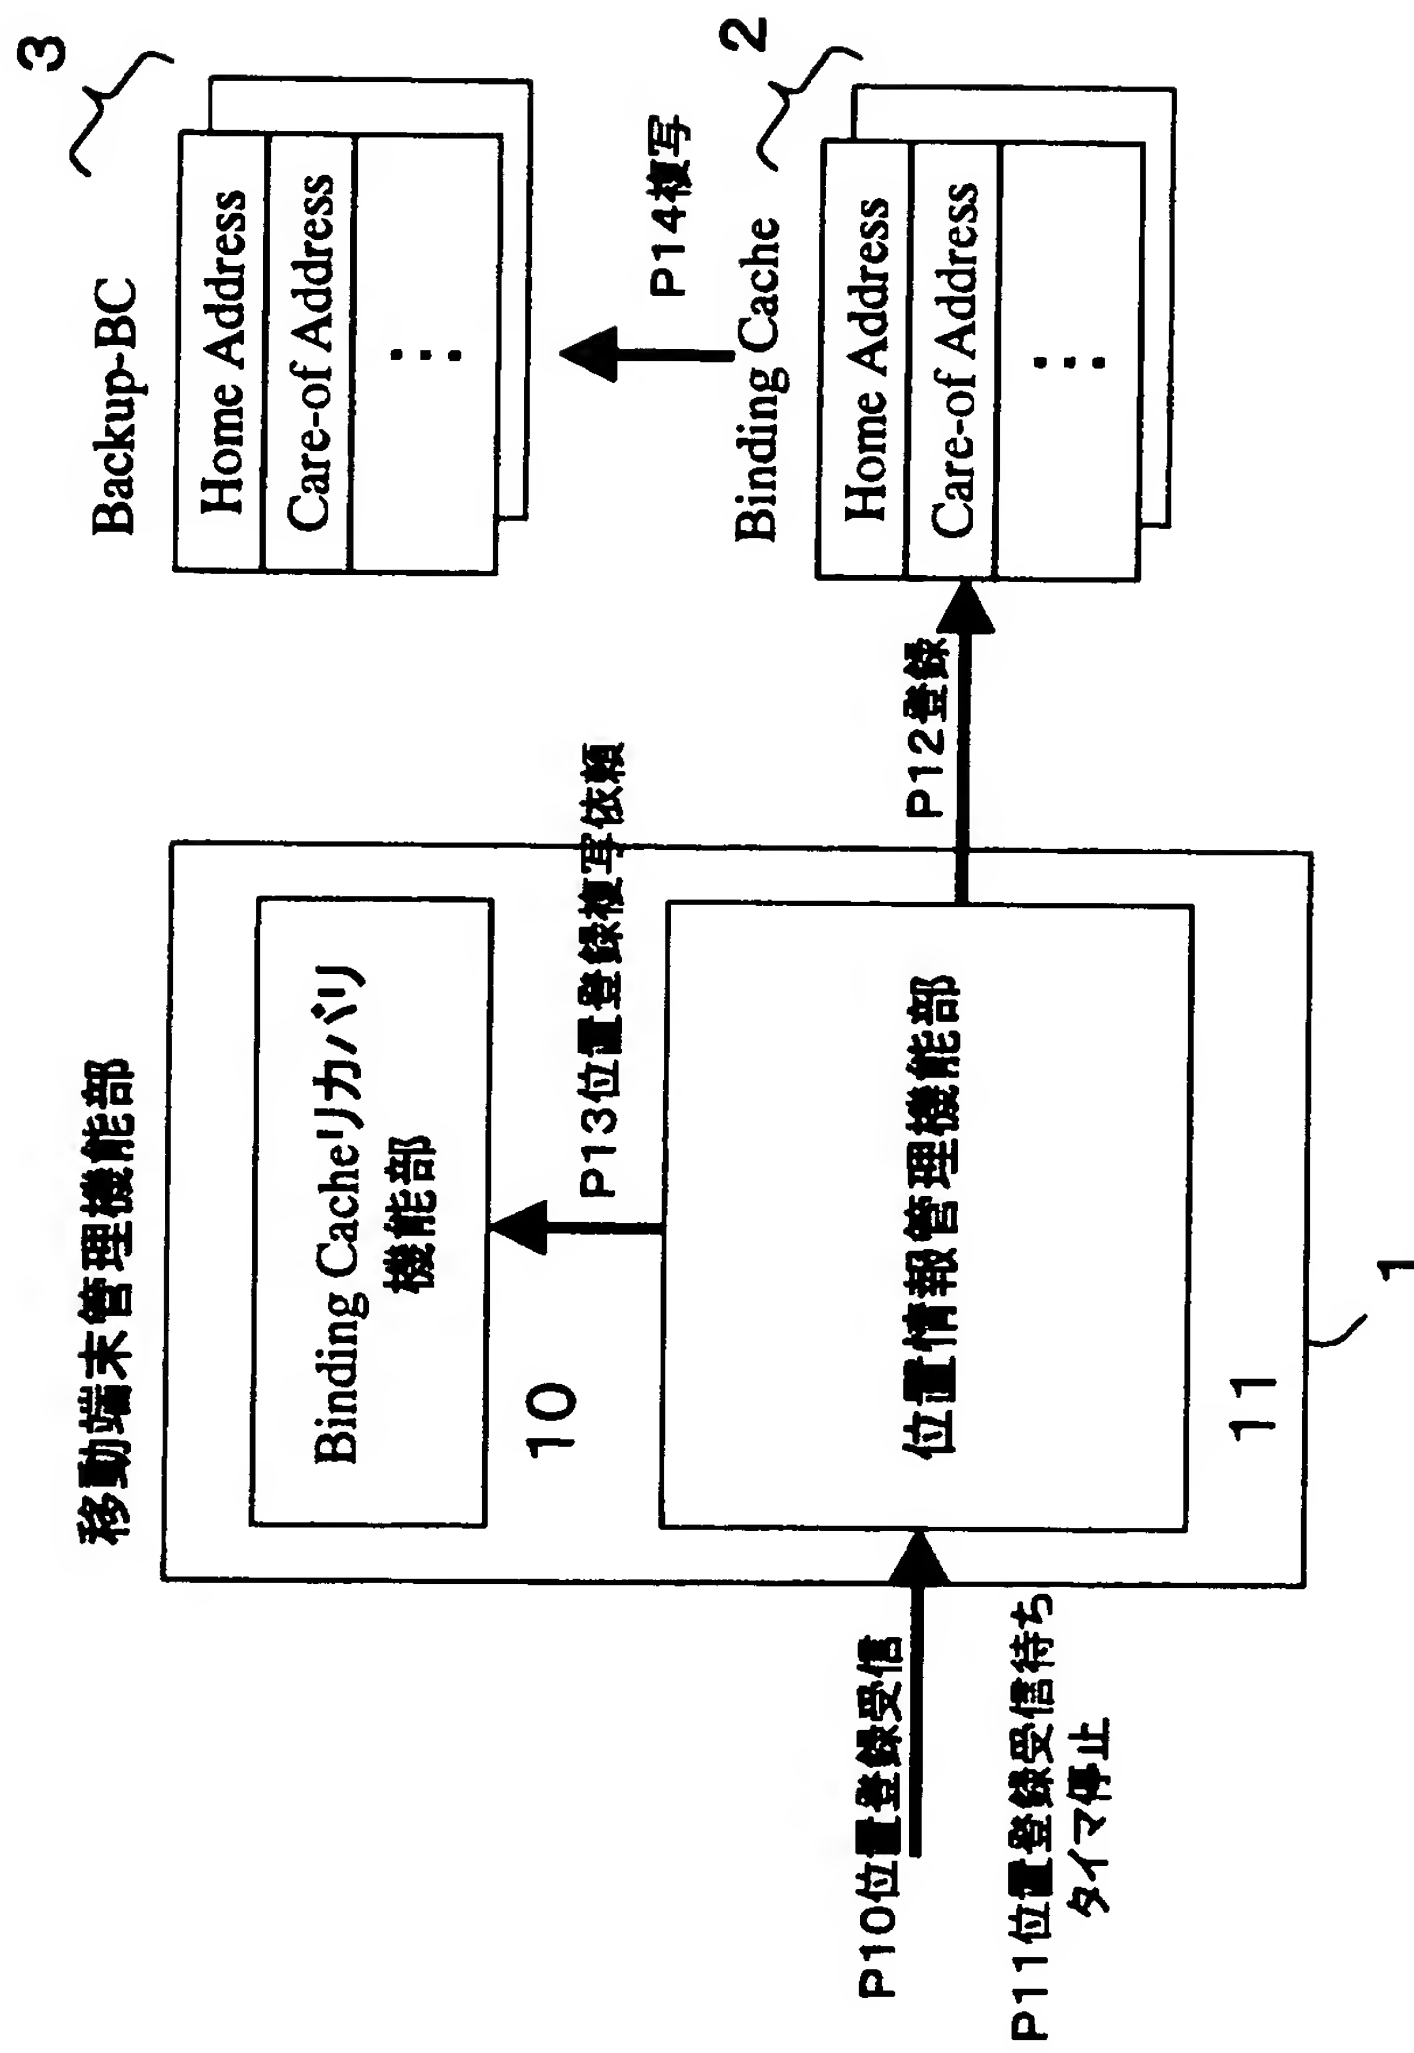 移動端末管理機能部
Binding Cacheリカバリ
機能部
10
P13位置登録複写依頼
位置情報管理機能部
11
1
P10位置登録受信
P11位置登録受信待ち
タイマ停止
P12登録
Backup-BC
3
Home Address
Care-of Address
⋮
P14複写
Binding Cache
2
Home Address
Care-of Address
⋮